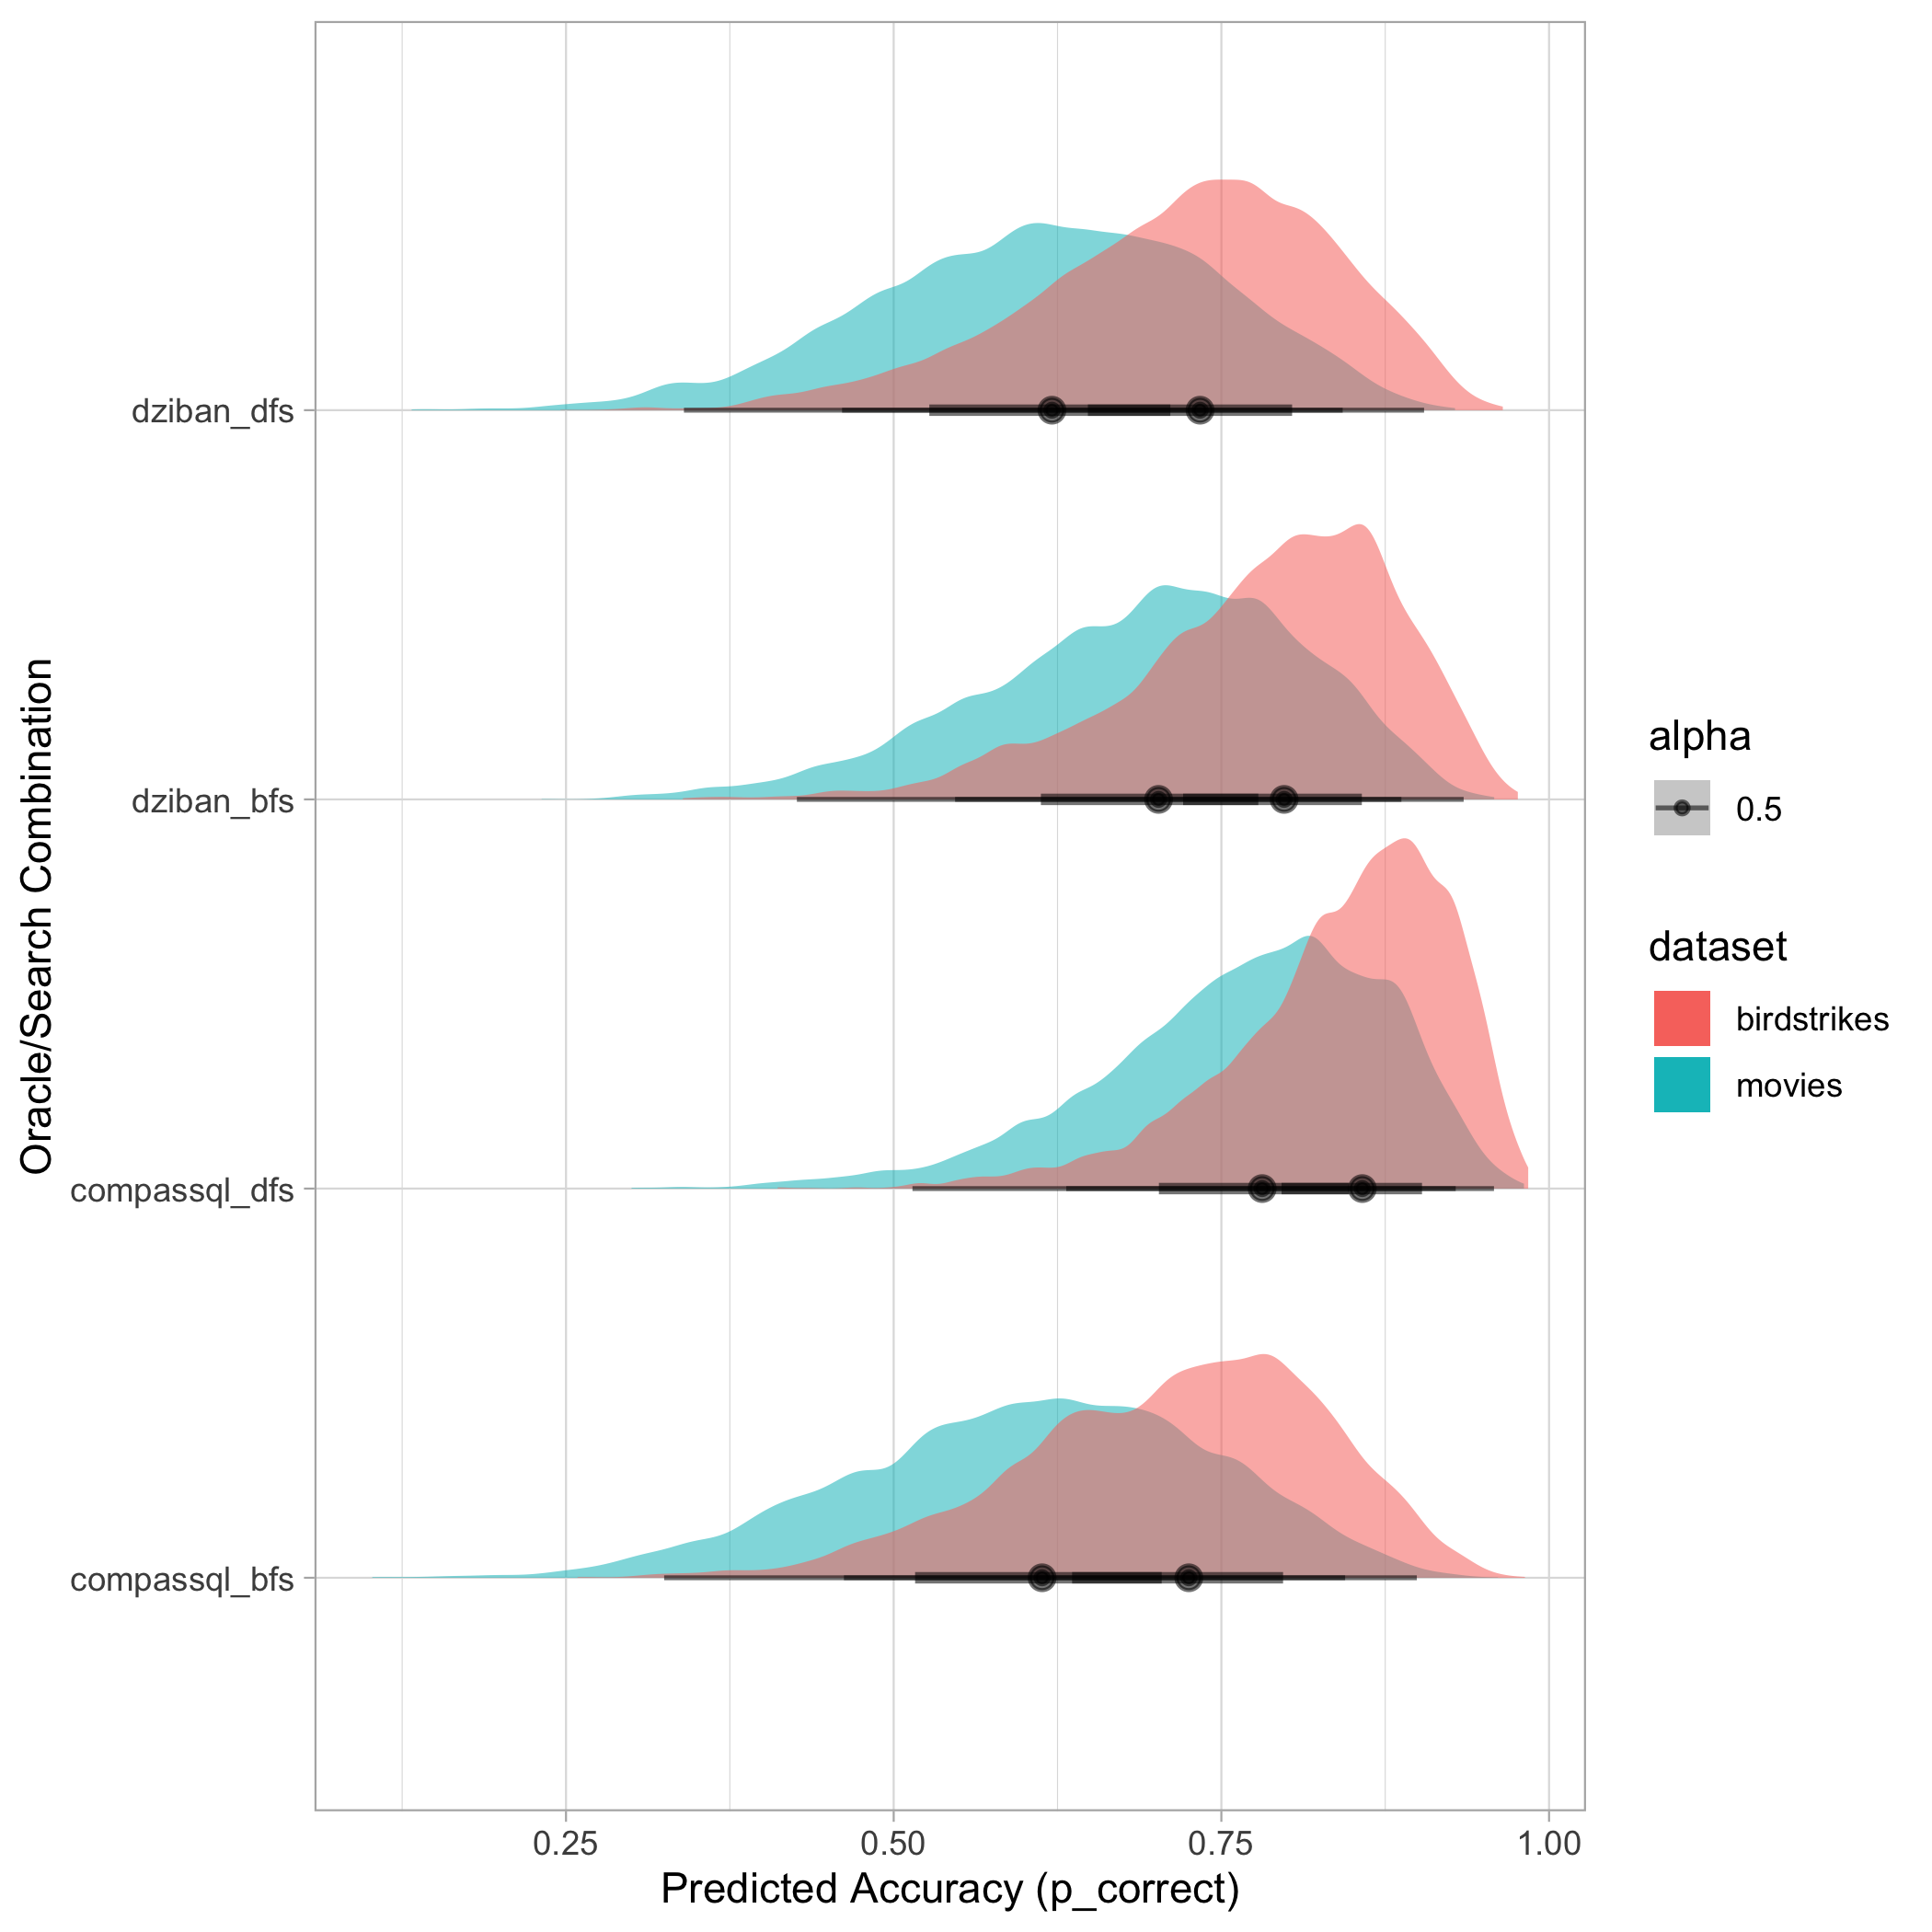 Oracle/Search Combination
dziban_dfs
dziban_bfs
compassql_dfs
compassql_bfs
0.25
0.50
0.75
1.00
Predicted Accuracy (p_correct)
alpha
0.5
dataset
birdstrikes
movies